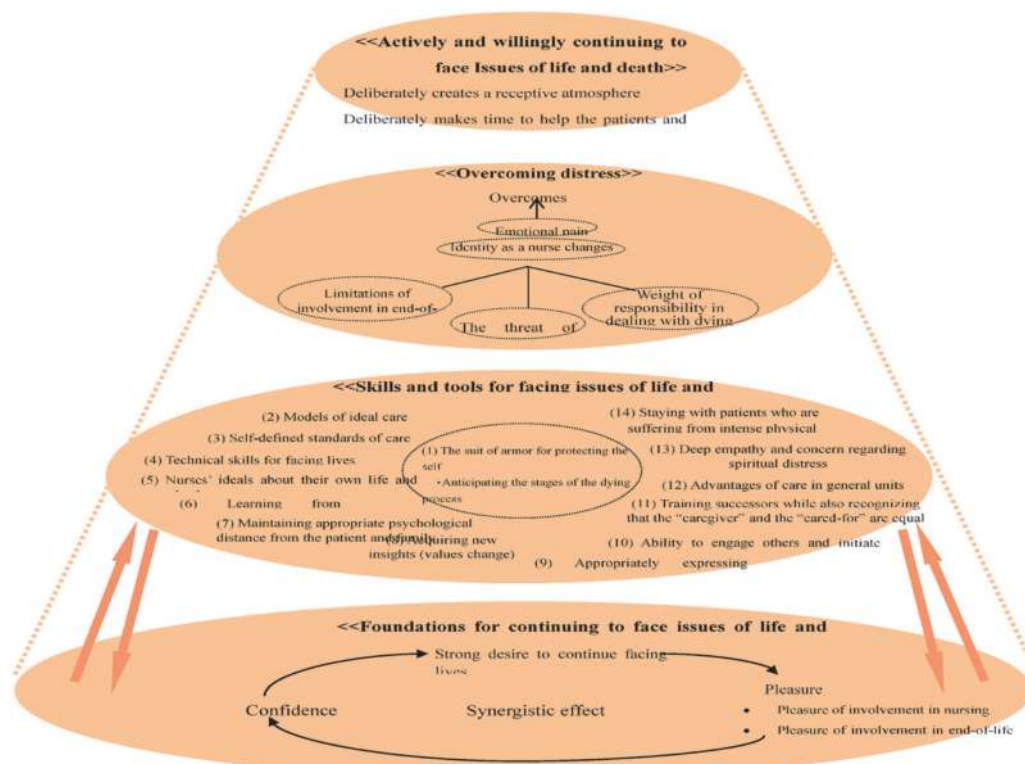 <<Actively and willingly continuing to
face Issues of life and death>>
Deliberately creates a receptive atmosphere
Deliberately makes time to help the patients and
<<Overcoming distress>>
Overcomes
Emotional pain
Identity as a nurse changes
Limitations of
involvement in end-of-
The threat of
Weight of
responsibility in
dealing with dying
<<Skills and tools for facing issues of life and
(2) Models of ideal care
(3) Self-defined standards of care
(4) Technical skills for facing lives
(5) Nurses' ideals about their own life and
(6) Learning from
(7) Maintaining appropriate psychological
distance from the patient and family
(8) Acquiring new
insights (values change)
(1) The suit of armor for protecting the
self
•Anticipating the stages of the dying
process
(14) Staying with patients who are
suffering from intense physical
(13) Deep empathy and concern regarding
spiritual distress
(12) Advantages of care in general units
(11) Training successors while also recognizing
that the “caregiver” and the “cared-for” are equal
(10) Ability to engage others and initiate
(9) Appropriately expressing
<<Foundations for continuing to face issues of life and
Strong desire to continue facing
lives
Confidence
Synergistic effect
Pleasure
• Pleasure of involvement in nursing
• Pleasure of involvement in end-of-life